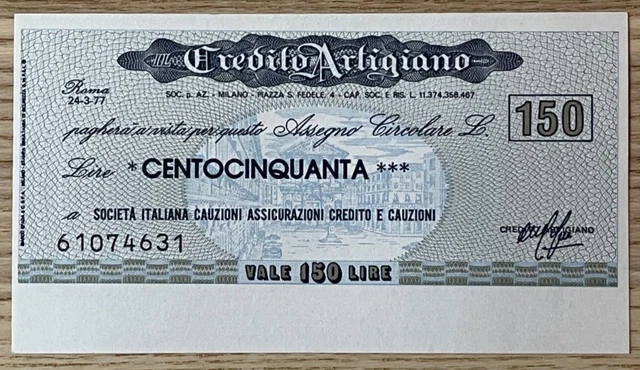 IL Credito Artigiano
Roma
24-3-77
SOC. p. AZ. - MILANO - PIAZZA S. FEDELE, 4 - CAP. SOC. E RIS. L. 11.374.358.467
pagherà a vista per questo Assegno Circolare L.
150
Lire *CENTOCINQUANTA ***
a SOCIETÀ ITALIANA CAUZIONI ASSICURAZIONI CREDITO E CAUZIONI
61074631
CREDITO ARTIGIANO
VALE 150 LIRE